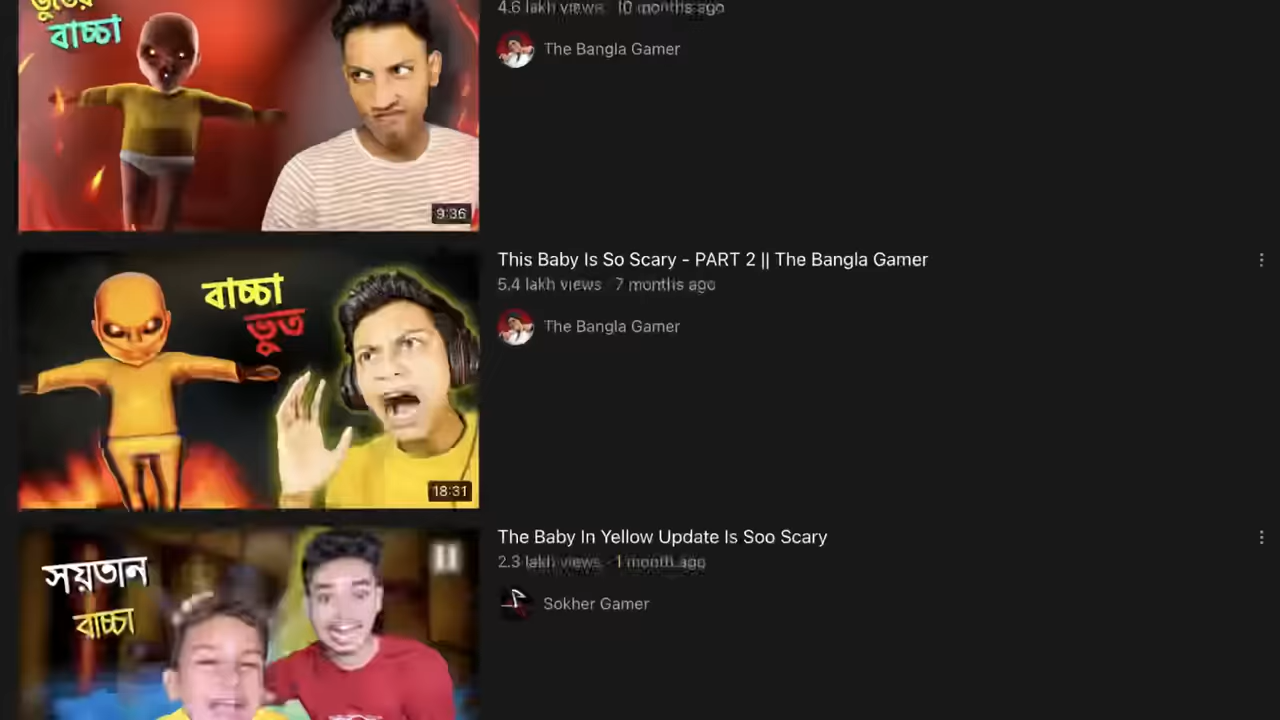 ভুতের
বাচ্চা
9:36
4.6 lakh views 10 months ago
The Bangla Gamer
বাচ্চা
ভুত
18:31
This Baby Is So Scary - PART 2 || The Bangla Gamer
5.4 lakh views 7 months ago
The Bangla Gamer
সয়তান
বাচ্চা
The Baby In Yellow Update Is Soo Scary
2.3 lakh views · 1 month ago
Sokher Gamer